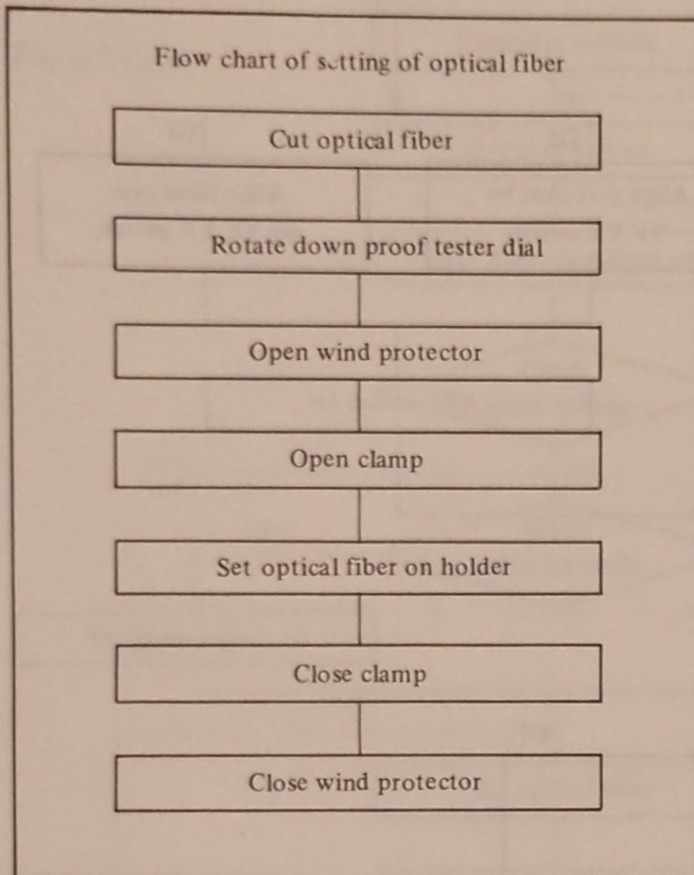 Flow chart of setting of optical fiber
Cut optical fiber
Rotate down proof tester dial
Open wind protector
Open clamp
Set optical fiber on holder
Close clamp
Close wind protector